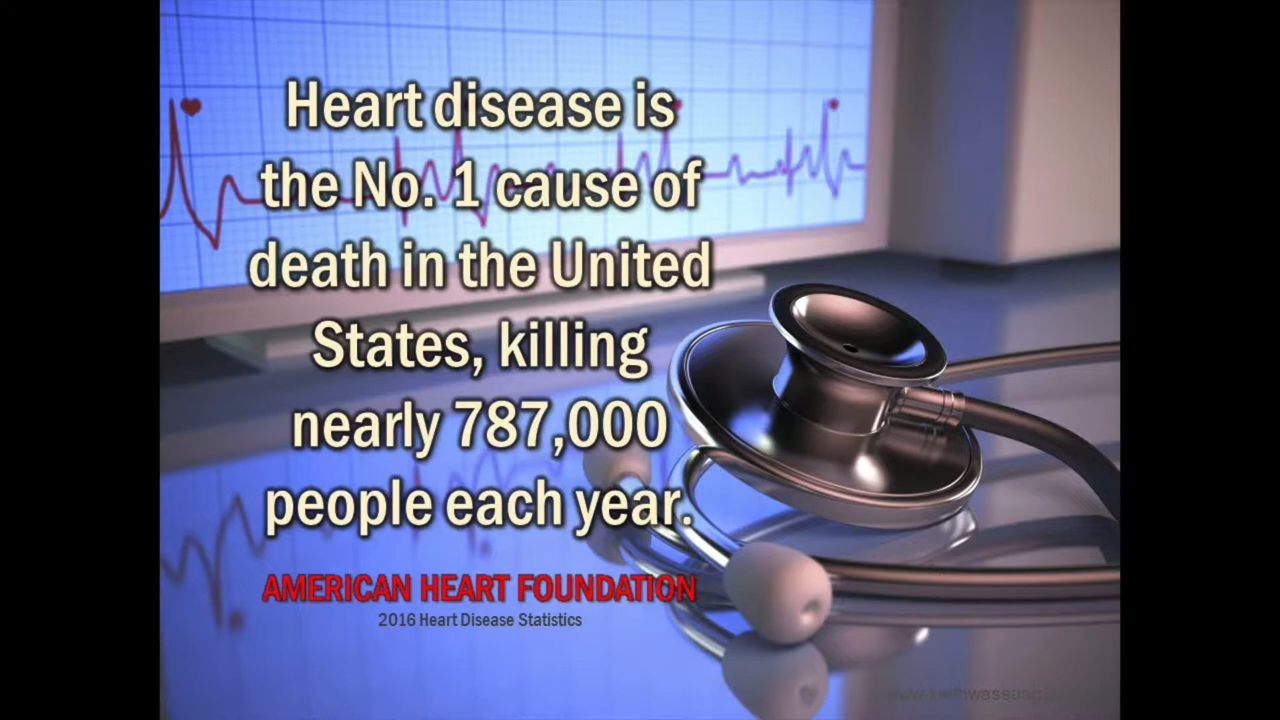 Heart disease is
the No. 1 cause of
death in the United
States, killing
nearly 787,000
people each year.
AMERICAN HEART FOUNDATION
2016 Heart Disease Statistics